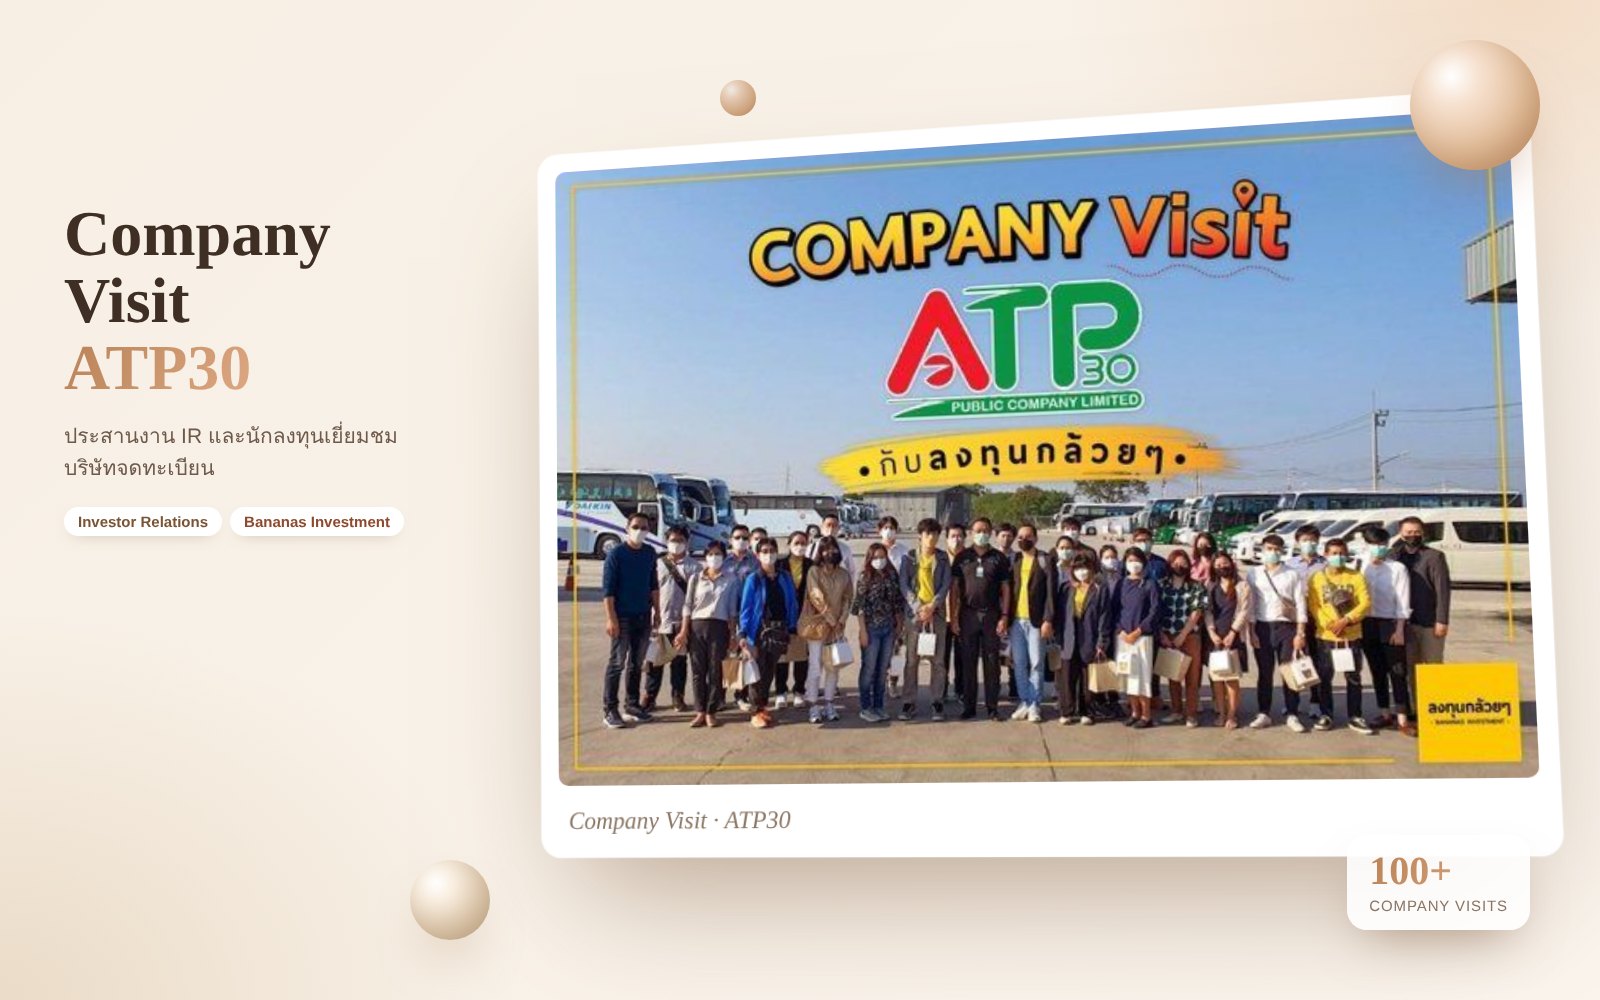 Company
Visit
ATP30
ประสานงาน IR และนักลงทุนเยี่ยมชม
บริษัทจดทะเบียน
Investor Relations
Bananas Investment
COMPANY Visit
ATP30
PUBLIC COMPANY LIMITED
•กับลงทุนกล้วยๆ•
DAIKIN
ลงทุนกล้วยๆ
- BANANAS INVESTMENT -
Company Visit · ATP30
100+
COMPANY VISITS